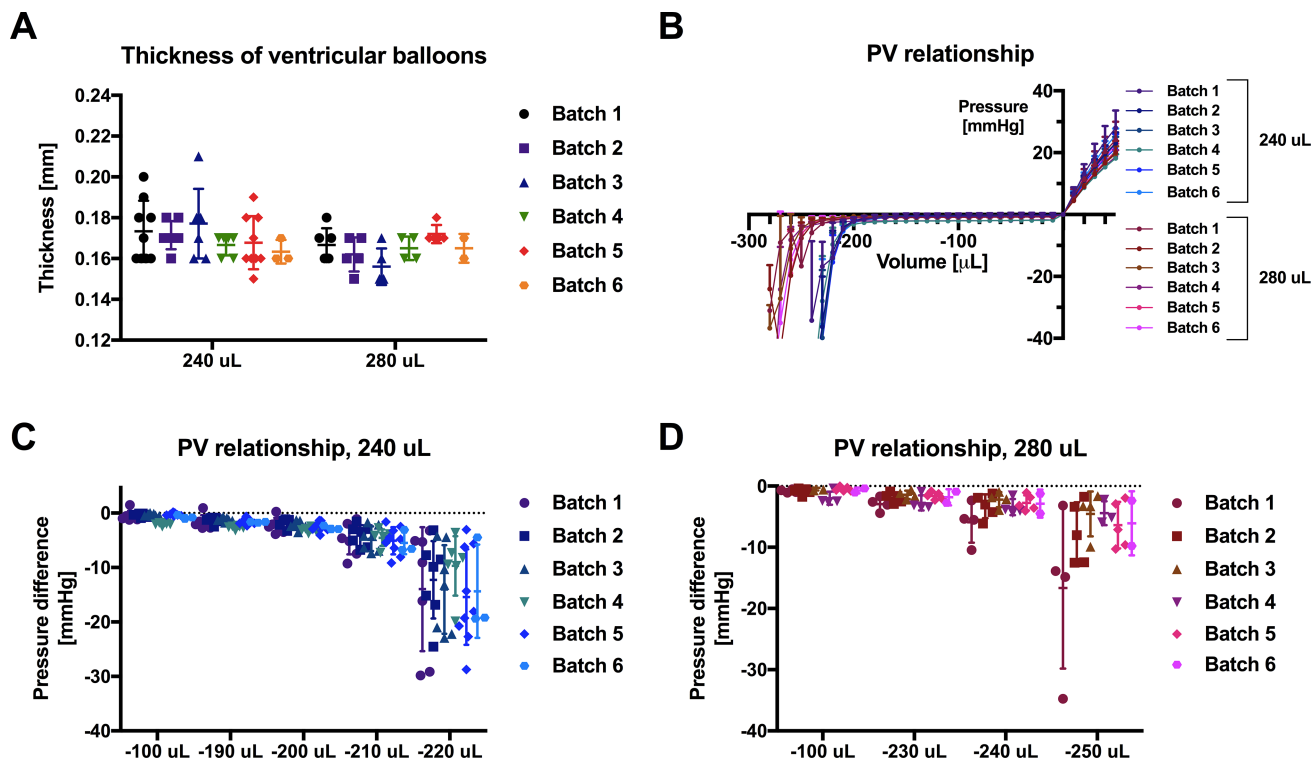 A
Thickness of ventricular balloons
Thickness [mm]
0.24
0.22
0.20
0.18
0.16
0.14
0.12
240 uL
280 uL
Batch 1
Batch 2
Batch 3
Batch 4
Batch 5
Batch 6
B
PV relationship
Pressure
[mmHg]
40
20
-20
-40
-300
-200
-100
Volume [µL]
Batch 1
Batch 2
Batch 3
Batch 4
Batch 5
Batch 6
240 uL
Batch 1
Batch 2
Batch 3
Batch 4
Batch 5
Batch 6
280 uL
C
PV relationship, 240 uL
Pressure difference
[mmHg]
0
-10
-20
-30
-40
-100 uL
-190 uL
-200 uL
-210 uL
-220 uL
Batch 1
Batch 2
Batch 3
Batch 4
Batch 5
Batch 6
D
PV relationship, 280 uL
Pressure difference
[mmHg]
0
-10
-20
-30
-40
-100 uL
-230 uL
-240 uL
-250 uL
Batch 1
Batch 2
Batch 3
Batch 4
Batch 5
Batch 6